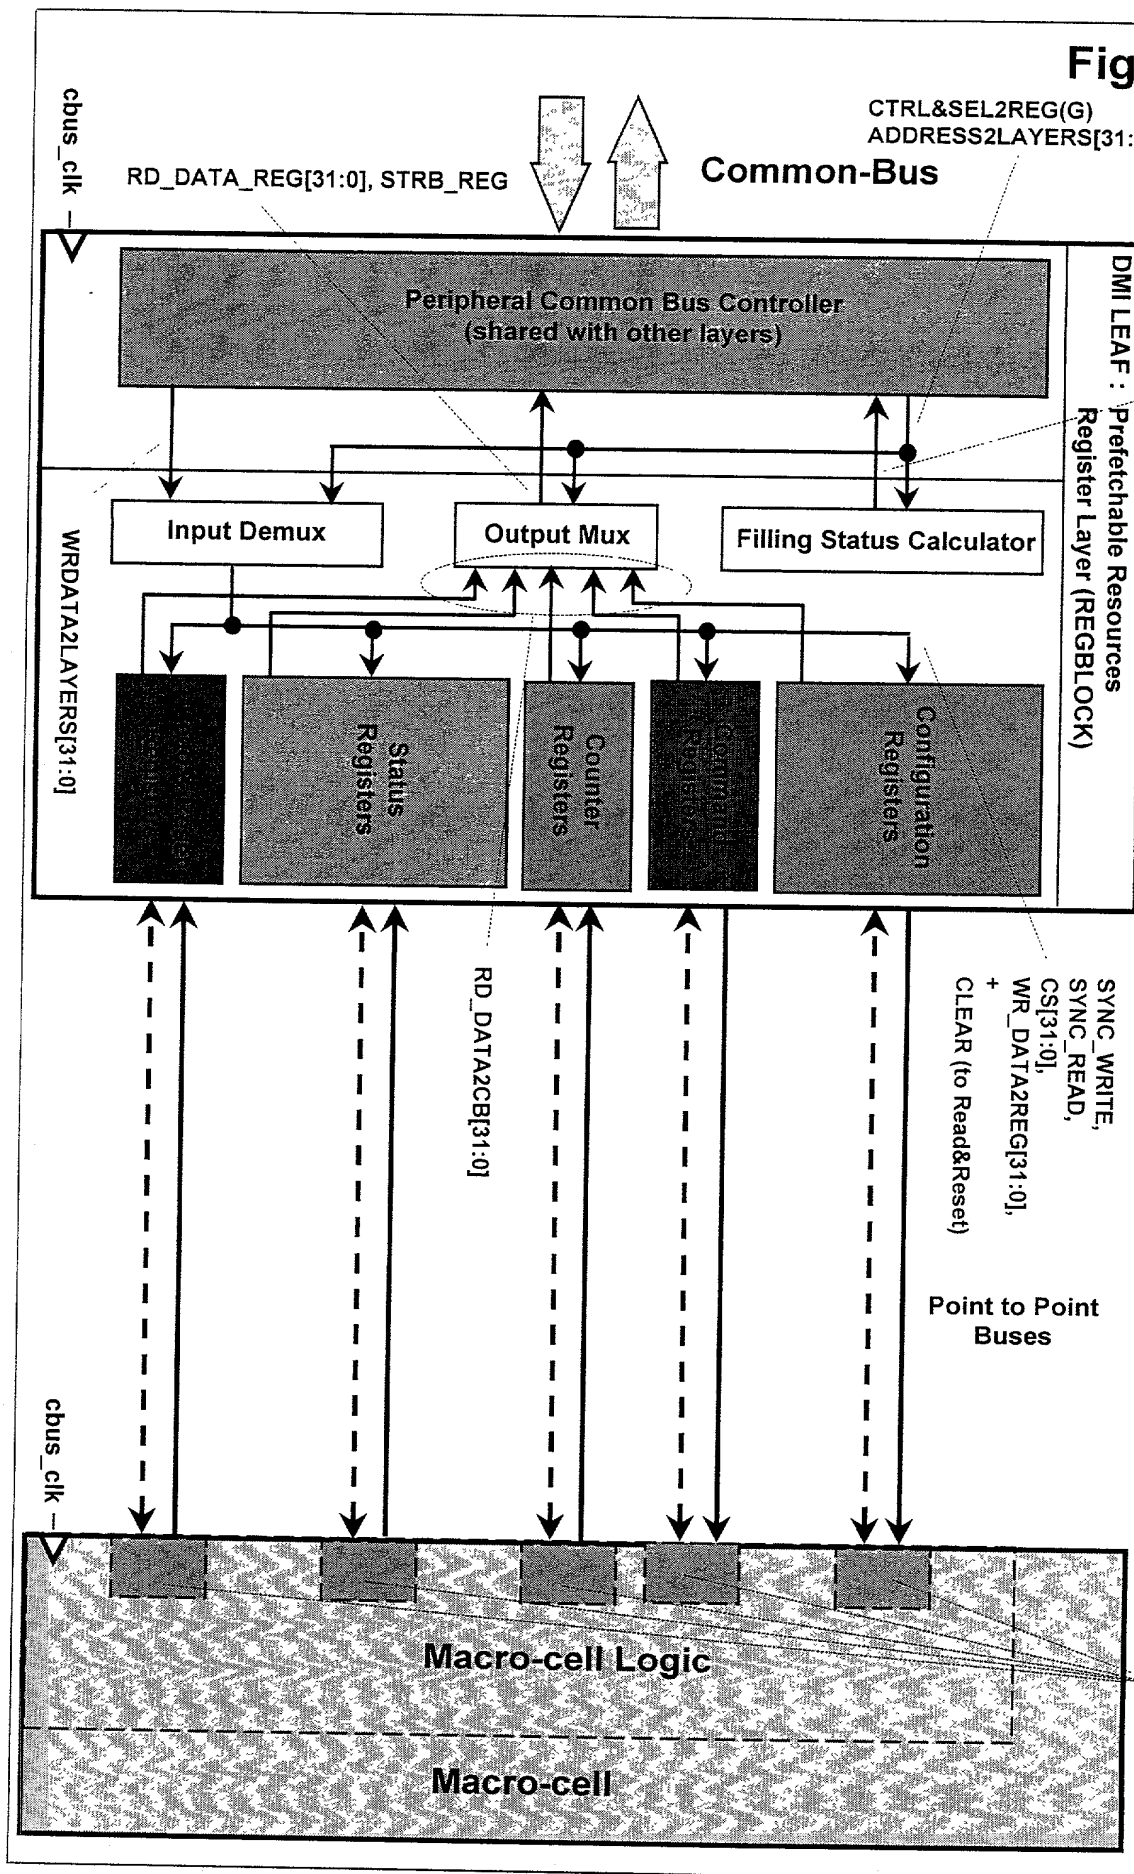 Fig
CTRL&SEL2REG(G)
ADDRESS2LAYERS[31:
Common-Bus
cbus_clk
RD_DATA_REG[31:0], STRB_REG
Peripheral Common Bus Controller
(shared with other layers)
DMI LEAF : Prefetchable Resources
Register Layer (REGBLOCK)
Input Demux
Output Mux
Filling Status Calculator
WRDATA2LAYERS[31:0]
Status
Registers
Counter
Registers
Command
Registers
Configuration
Registers
RD_DATA2CB[31:0]
SYNC_WRITE,
SYNC_READ,
CS[31:0],
WR_DATA2REG[31:0],
+
CLEAR (to Read&Reset)
Point to Point
Buses
cbus_clk
Macro-cell Logic
Macro-cell